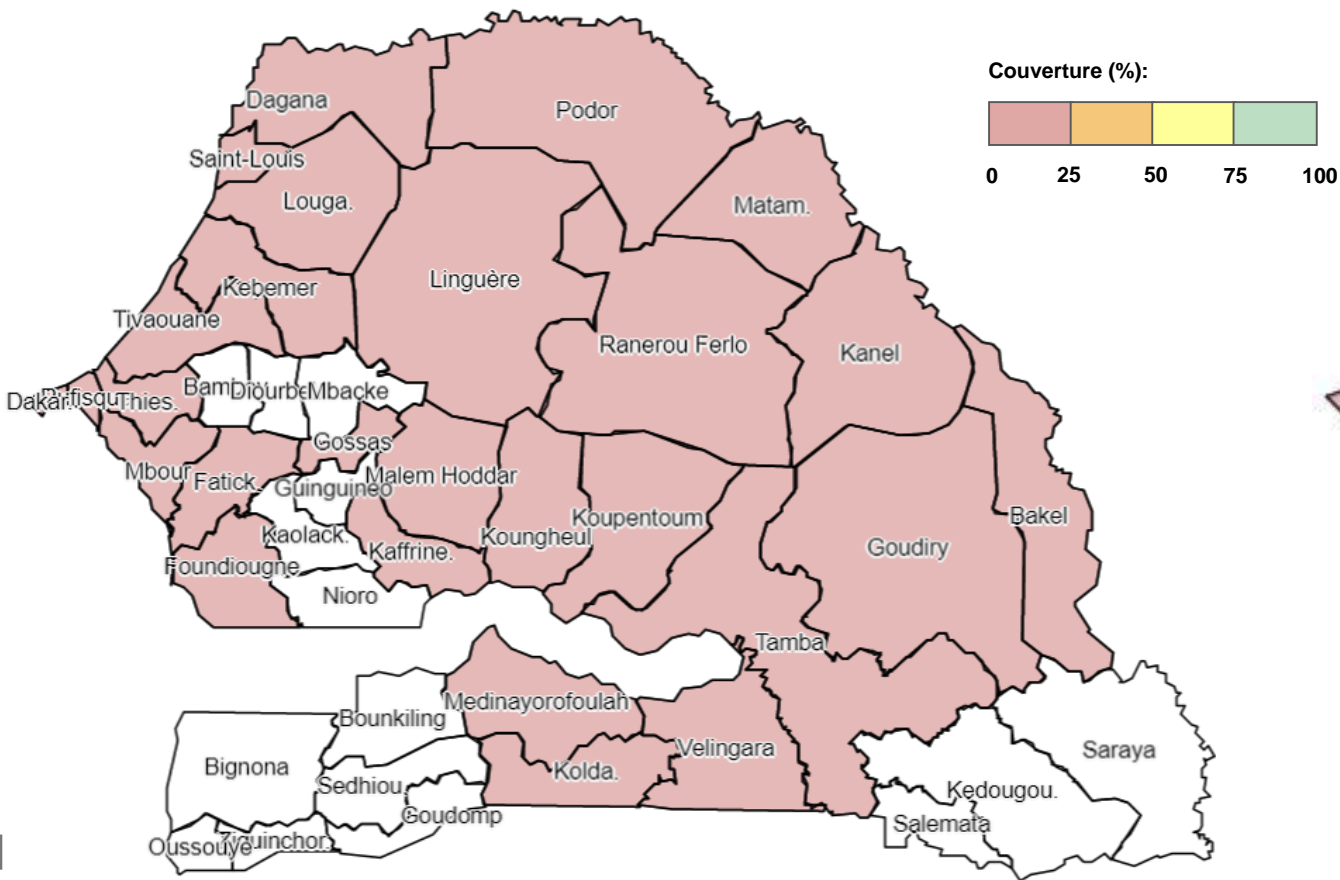 Couverture (%):
0 25 50 75 100
Dagana
Podor
Saint-Louis
Louga.
Matam.
Linguère
Kebemer
Tivaouane
Ranerou Ferlo
Kanel
Mbacke
Dakar.
Thies.
Gossas
Mbour
Fatick.
Malem Hoddar
Guinguineo
Koupentoum
Bakel
Kaolack.
Koungheul
Kaffrine.
Goudiry
Foundiougne
Nioro
Tamba
Medinayorofoulah
Bounkiling
Velingara
Saraya
Bignona
Kolda.
Sedhiou.
Kedougou.
Goudomp
Salemata
Oussouye
Ziguinchor.